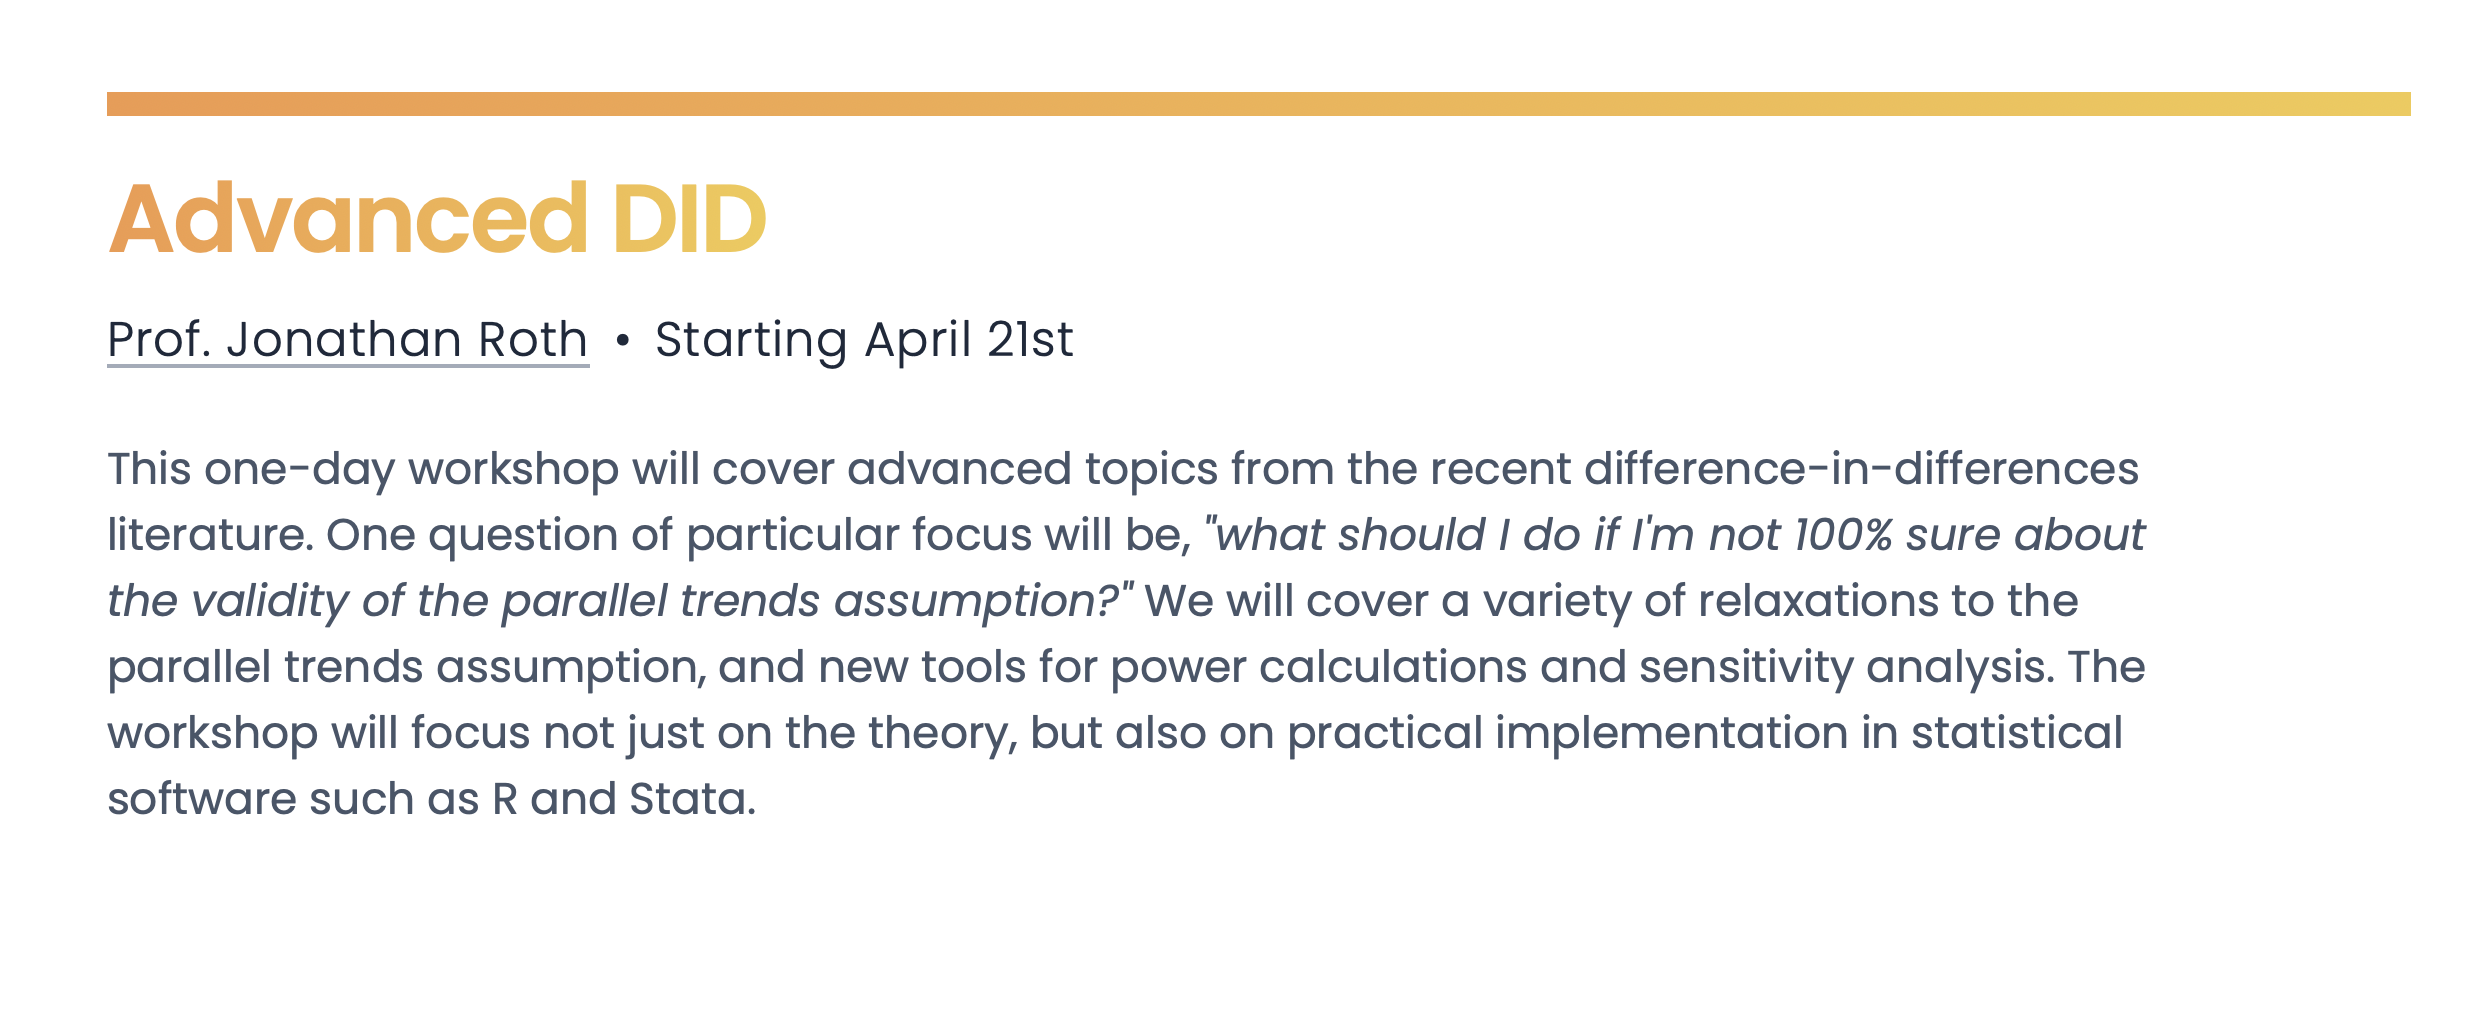 Advanced DID
Prof. Jonathan Roth • Starting April 21st
This one-day workshop will cover advanced topics from the recent difference-in-differences
literature. One question of particular focus will be, "what should I do if I'm not 100% sure about
the validity of the parallel trends assumption?" We will cover a variety of relaxations to the
parallel trends assumption, and new tools for power calculations and sensitivity analysis. The
workshop will focus not just on the theory, but also on practical implementation in statistical
software such as R and Stata.